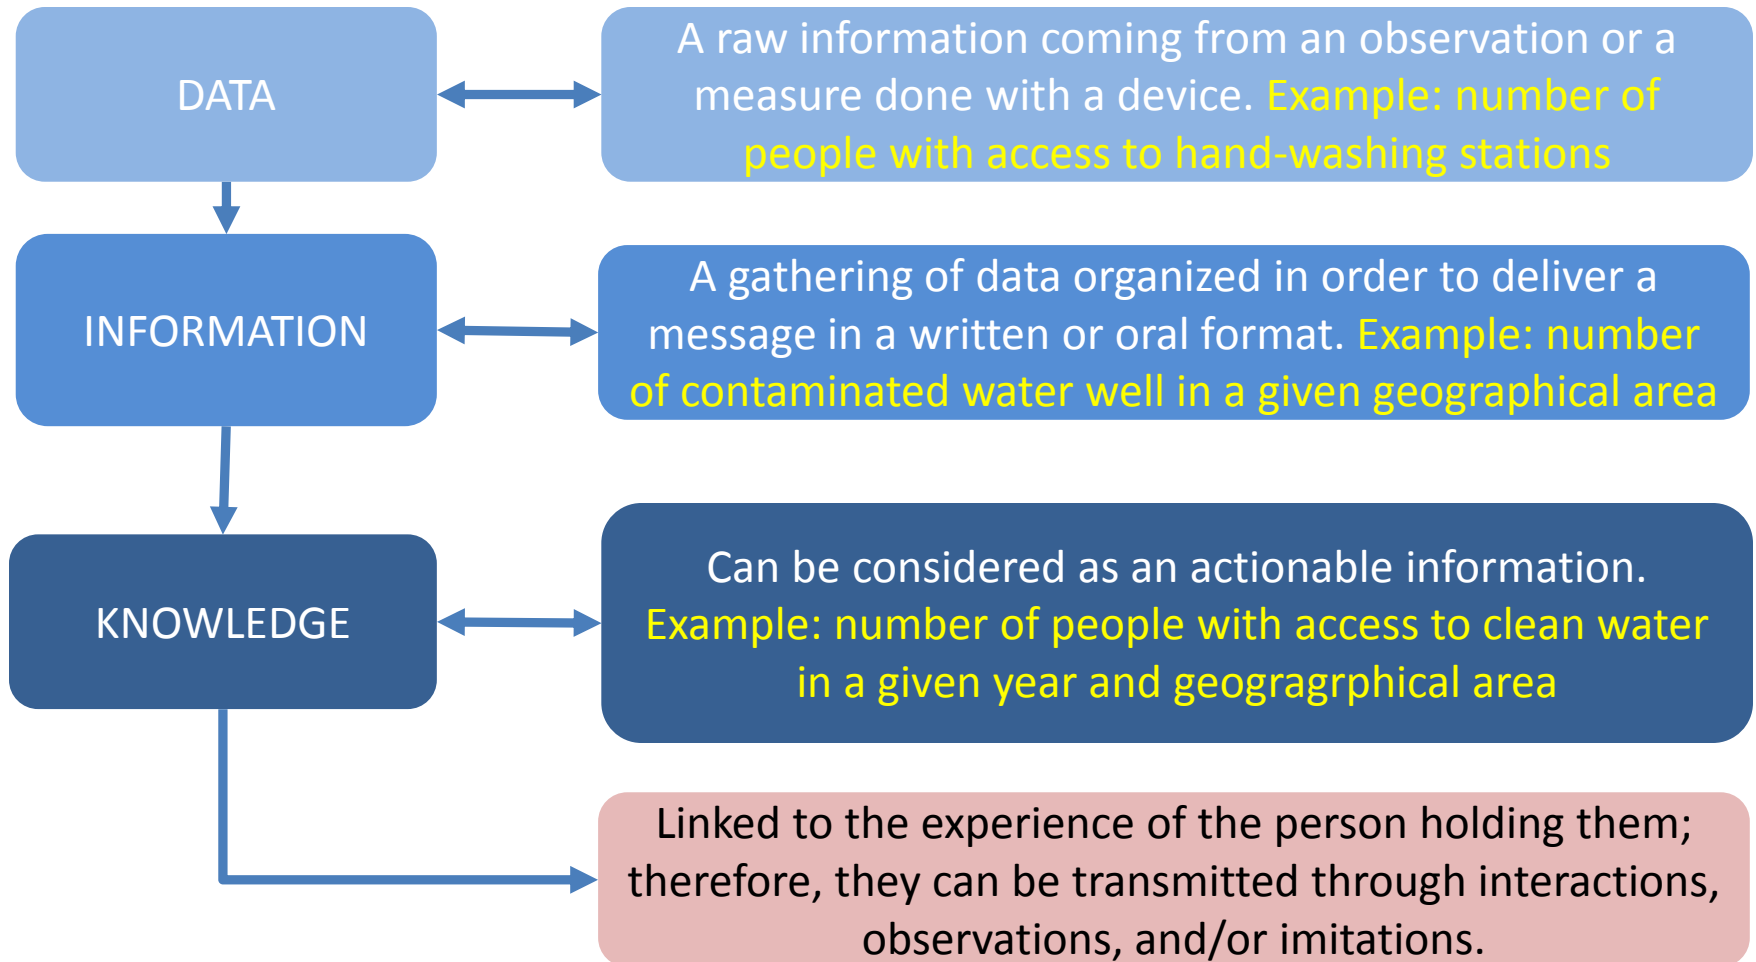 DATA
A raw information coming from an observation or a
measure done with a device. Example: number of
people with access to hand-washing stations
INFORMATION
A gathering of data organized in order to deliver a
message in a written or oral format. Example: number
of contaminated water well in a given geographical area
KNOWLEDGE
Can be considered as an actionable information.
Example: number of people with access to clean water
in a given year and geogragrphical area
Linked to the experience of the person holding them;
therefore, they can be transmitted through interactions,
observations, and/or imitations.